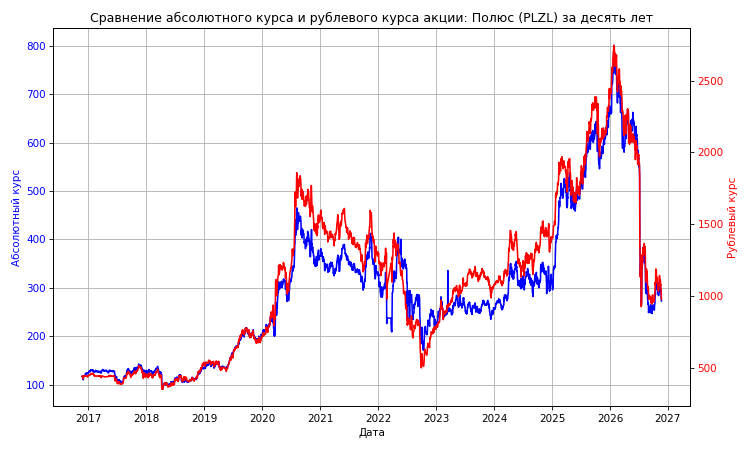 Сравнение абсолютного курса и рублевого курса акции: Полюс (PLZL) за десять лет
800
700
600
500
400
300
200
100
Абсолютный курс
2500
2000
1500
1000
500
Рублевый курс
2017 2018 2019 2020 2021 2022 2023 2024 2025 2026 2027
Дата